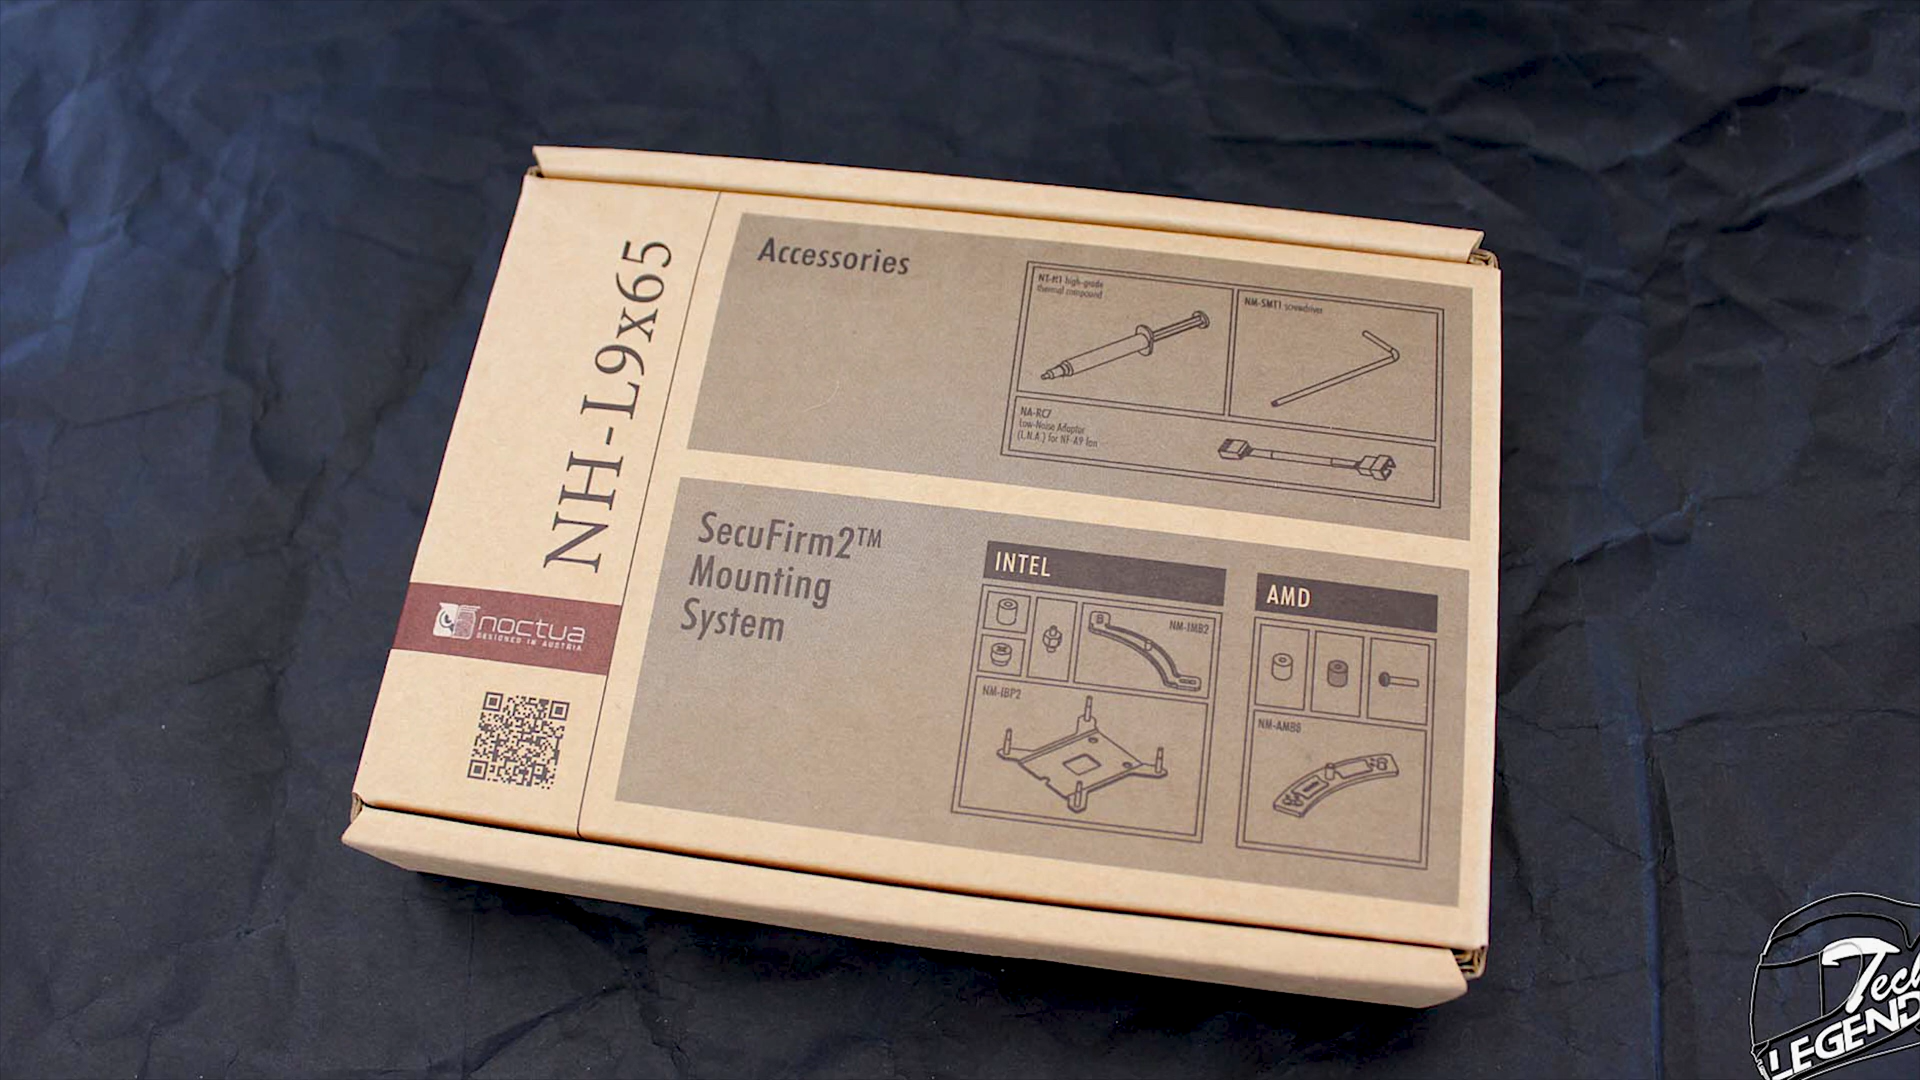 NH-L9x65
noctua
DESIGNED IN AUSTRIA
Accessories
NT-H1 high-grade
thermal compound
NM-SMT1 screwdriver
NA-RC7
Low-Noise Adaptor
(L.N.A.) for NF-A9 fan
SecuFirm2™
Mounting
System
INTEL
NM-IMB2
NM-IBP2
AMD
NM-AMB8
Tech
LEGEND